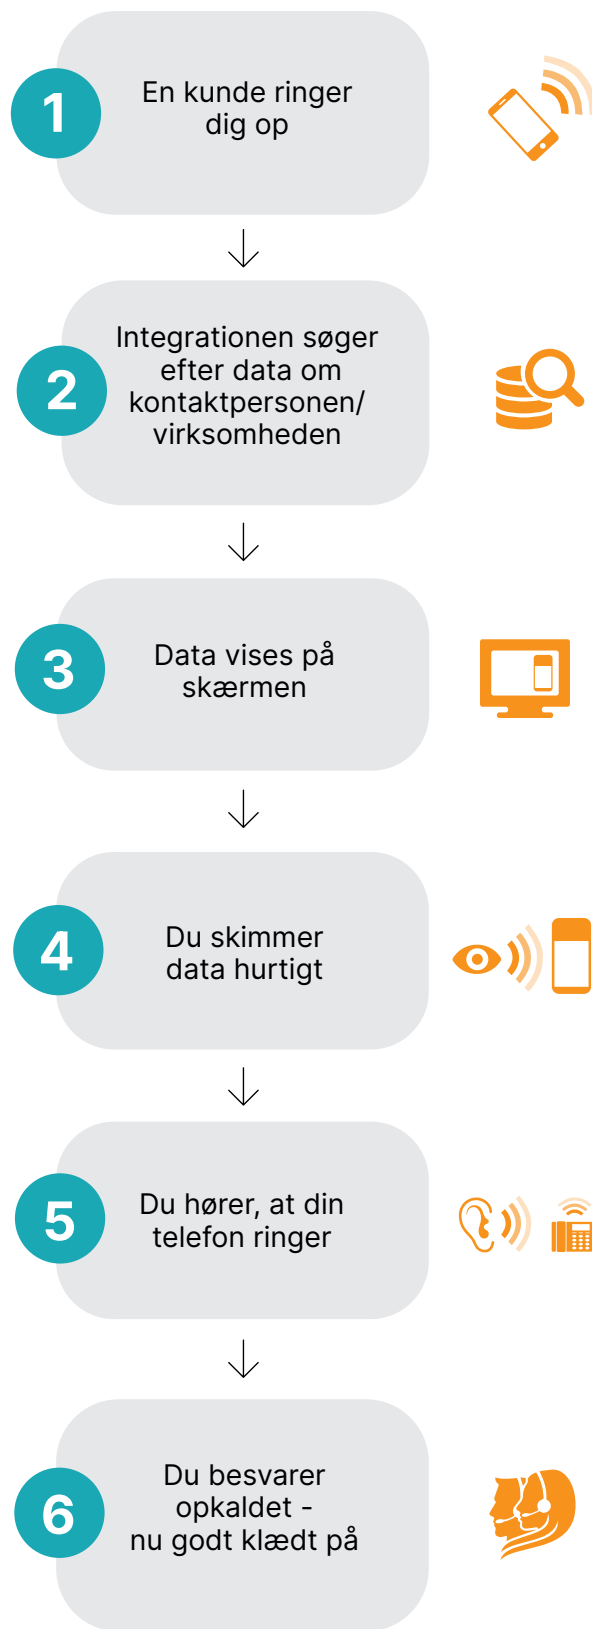 1
En kunde ringer
dig op
2
Integrationen søger
efter data om
kontaktpersonen/
virksomheden
3
Data vises på
skærmen
4
Du skimmer
data hurtigt
5
Du hører, at din
telefon ringer
6
Du besvarer
opkaldet -
nu godt klædt på